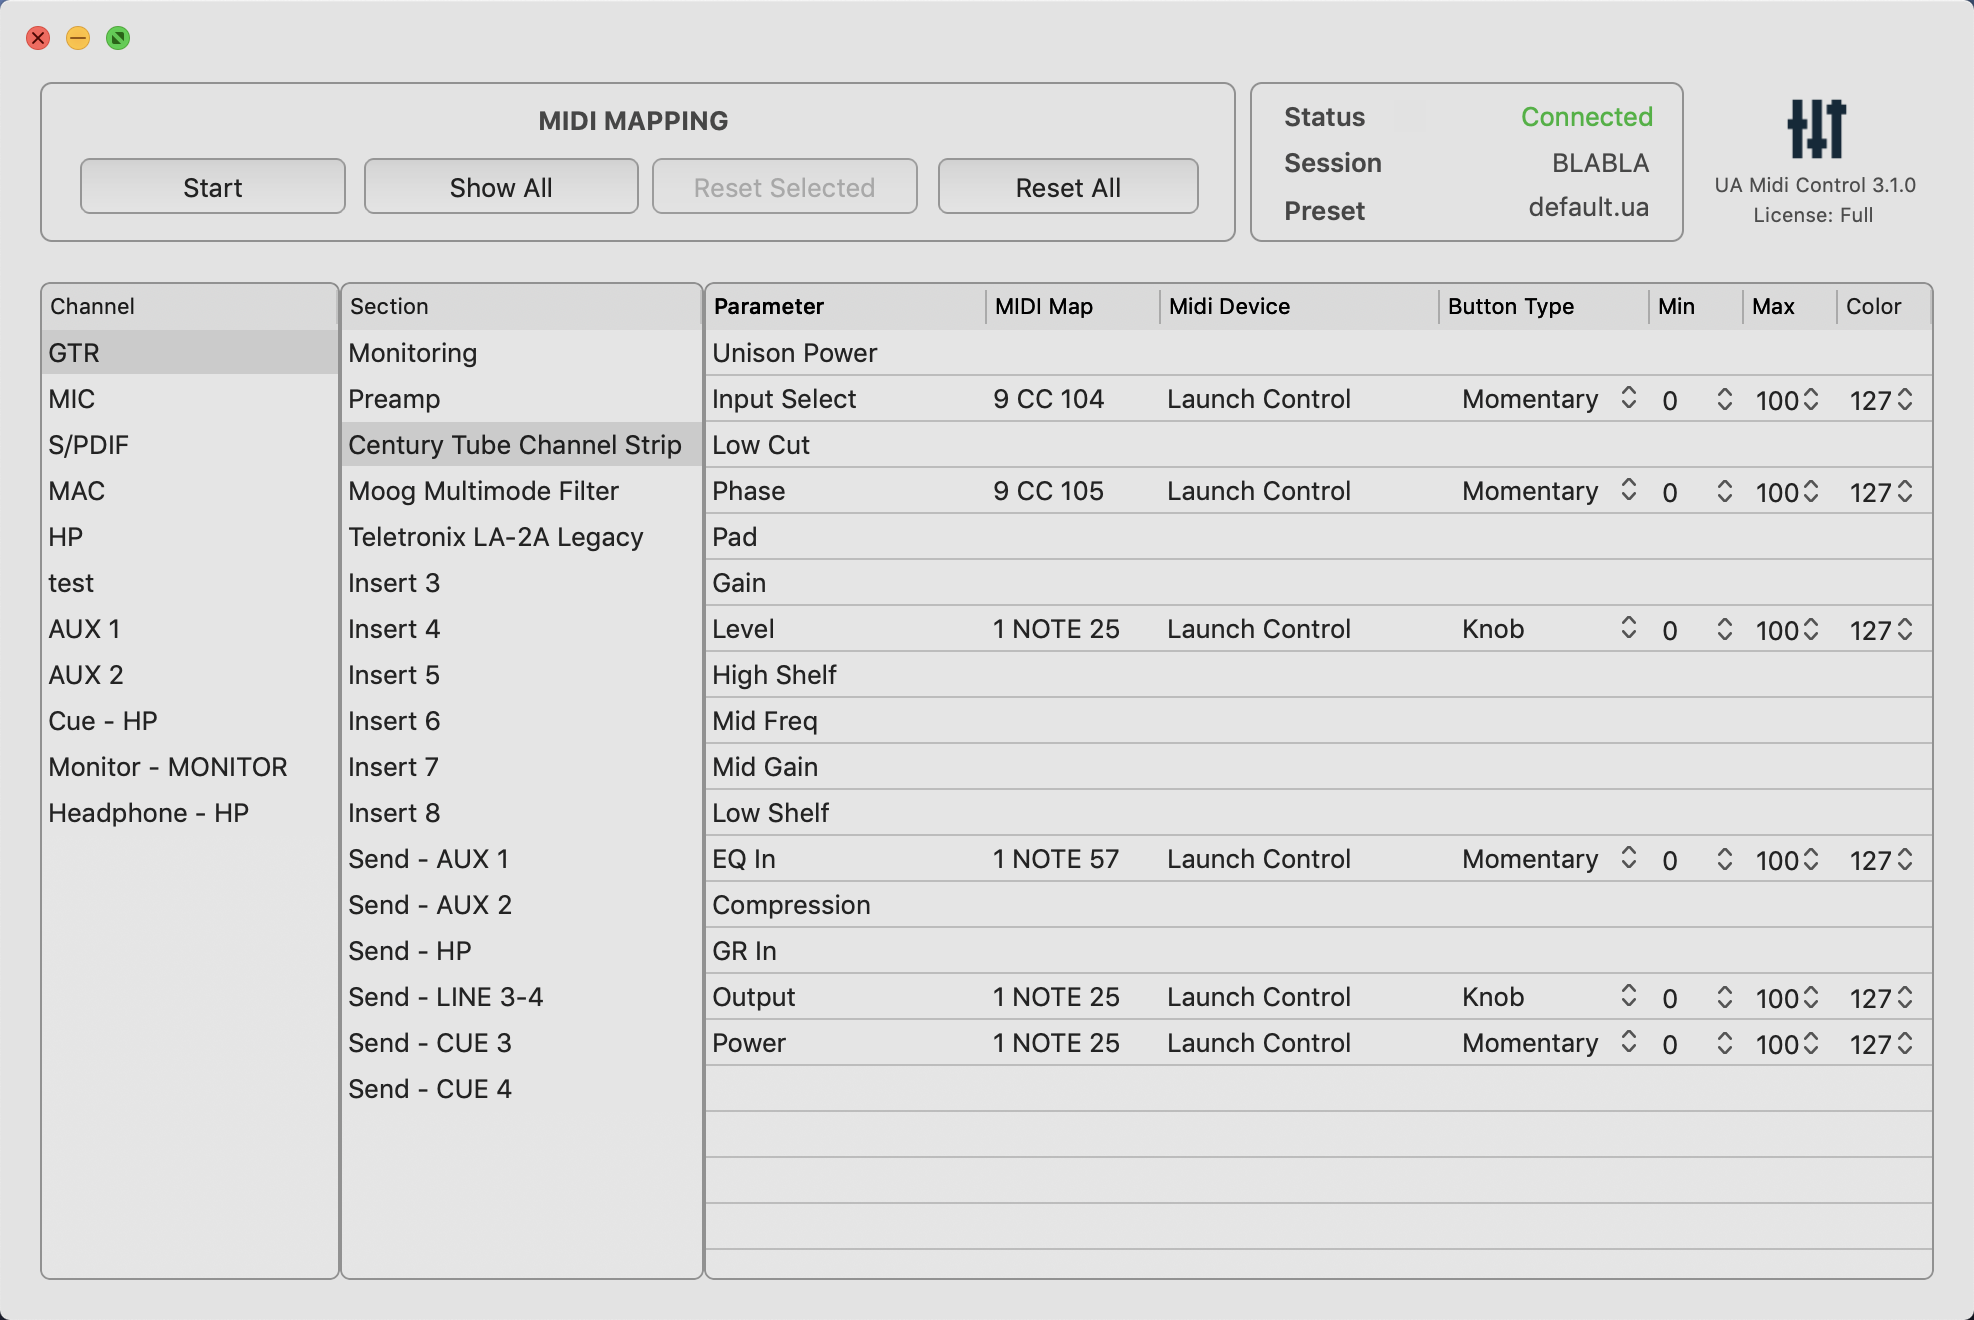 MIDI MAPPING
Start
Show All
Reset Selected
Reset All
Status Connected
Session BLABLA
Preset default.ua
UA Midi Control 3.1.0
License: Full
Channel
GTR
MIC
S/PDIF
MAC
HP
test
AUX 1
AUX 2
Cue - HP
Monitor - MONITOR
Headphone - HP
Section
Monitoring
Preamp
Century Tube Channel Strip
Moog Multimode Filter
Teletronix LA-2A Legacy
Insert 3
Insert 4
Insert 5
Insert 6
Insert 7
Insert 8
Send - AUX 1
Send - AUX 2
Send - HP
Send - LINE 3-4
Send - CUE 3
Send - CUE 4
Parameter MIDI Map Midi Device Button Type Min Max Color
Unison Power
Input Select 9 CC 104 Launch Control Momentary 0 100 127
Low Cut
Phase 9 CC 105 Launch Control Momentary 0 100 127
Pad
Gain
Level 1 NOTE 25 Launch Control Knob 0 100 127
High Shelf
Mid Freq
Mid Gain
Low Shelf
EQ In 1 NOTE 57 Launch Control Momentary 0 100 127
Compression
GR In
Output 1 NOTE 25 Launch Control Knob 0 100 127
Power 1 NOTE 25 Launch Control Momentary 0 100 127